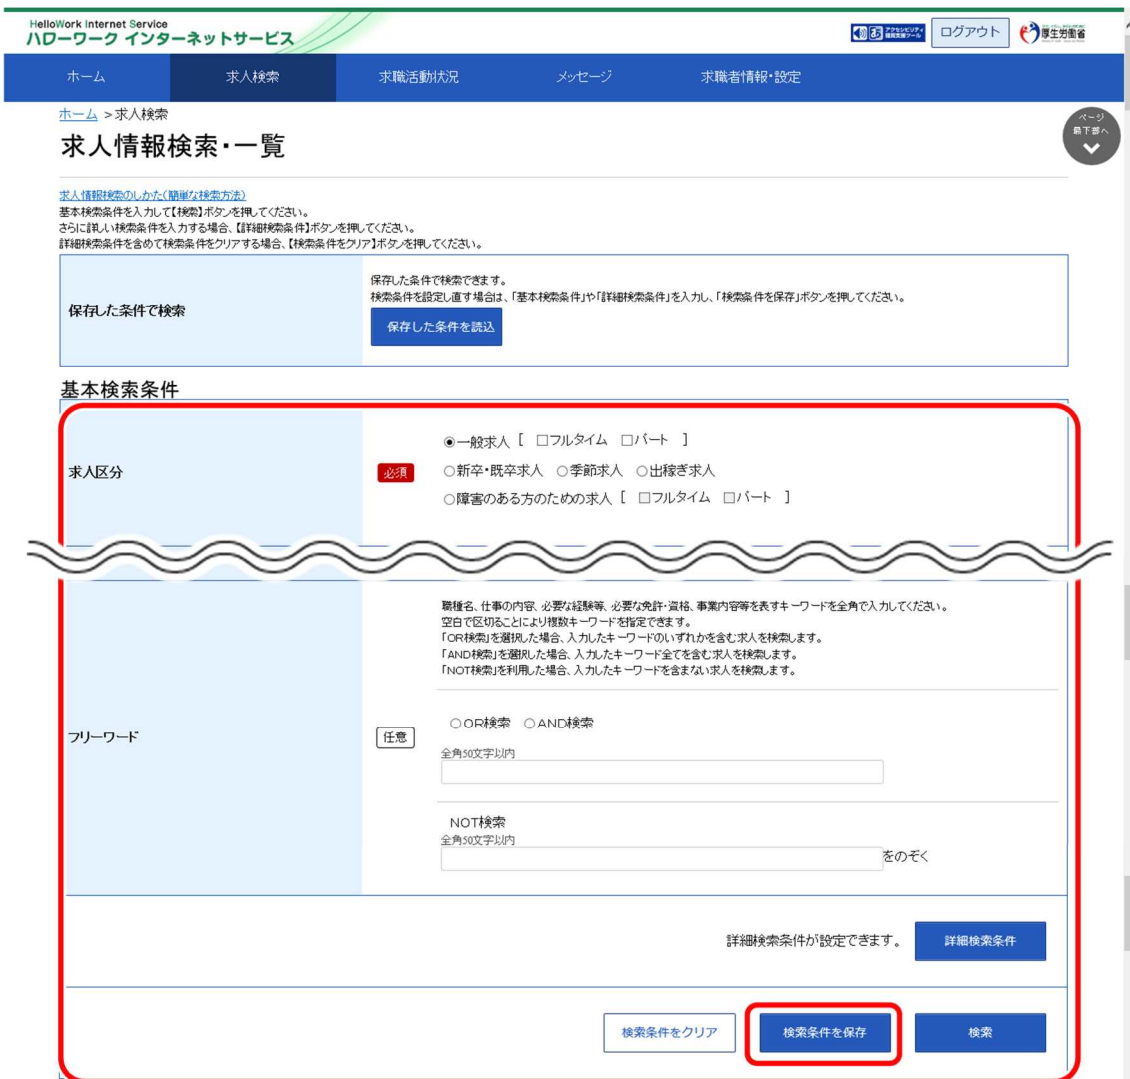 HelloWork Internet Service
ハローワーク インターネットサービス
アクセシビリティ
閲覧支援ツール
ログアウト
厚生労働省
ホーム
求人検索
求職活動状況
メッセージ
求職者情報・設定
ホーム >求人検索
ページ
最下部へ
求人情報検索・一覧
求人情報検索のしかた(簡単な検索方法)
基本検索条件を入力して【検索】ボタンを押してください。
さらに詳しい検索条件を入力する場合、【詳細検索条件】ボタンを押してください。
詳細検索条件を含めて検索条件をクリアする場合、【検索条件をクリア】ボタンを押してください。
保存した条件で検索
保存した条件で検索できます。
検索条件を設定し直す場合は、「基本検索条件」や「詳細検索条件」を入力し、「検索条件を保存」ボタンを押してください。
保存した条件を読込
基本検索条件
求人区分
必須
一般求人 [ フルタイム パート ]
新卒・既卒求人 季節求人 出稼ぎ求人
障害のある方のための求人 [ フルタイム パート ]
フリーワード
任意
職種名、仕事の内容、必要な経験等、必要な免許・資格、事業内容等を表すキーワードを全角で入力してください。
空白で区切ることにより複数キーワードを指定できます。
「OR検索」を選択した場合、入力したキーワードのいずれかを含む求人を検索します。
「AND検索」を選択した場合、入力したキーワード全てを含む求人を検索します。
「NOT検索」を利用した場合、入力したキーワードを含まない求人を検索します。
OR検索 AND検索
全角50文字以内
NOT検索
全角50文字以内
をのぞく
詳細検索条件が設定できます。
詳細検索条件
検索条件をクリア
検索条件を保存
検索